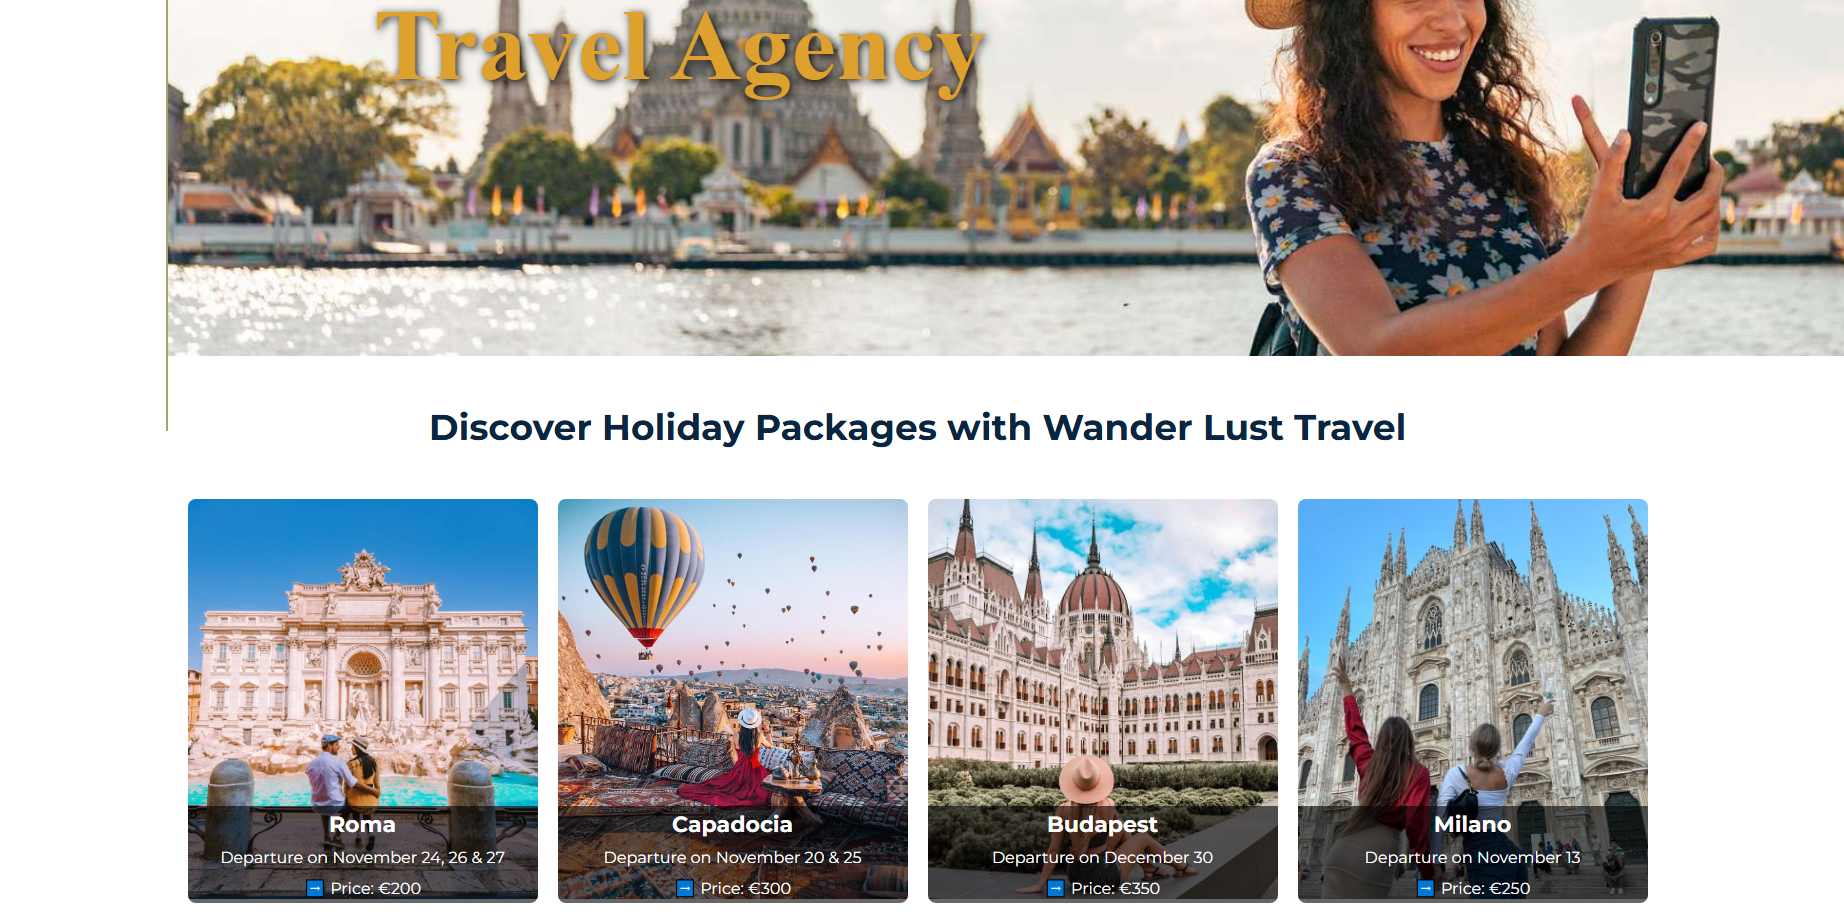 Travel Agency
Discover Holiday Packages with Wander Lust Travel
Roma
Departure on November 24, 26 & 27
➡ Price: €200
Capadocia
Departure on November 20 & 25
➡ Price: €300
Budapest
Departure on December 30
➡ Price: €350
Milano
Departure on November 13
➡ Price: €250